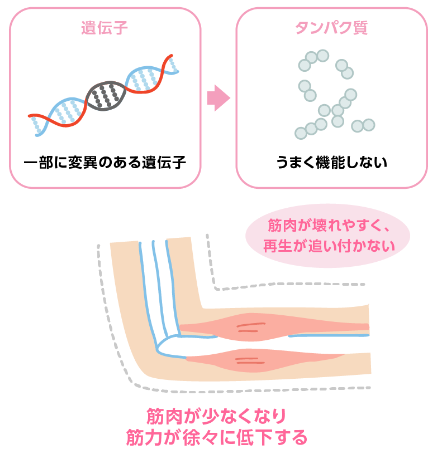 遺伝子
タンパク質
一部に変異のある遺伝子
うまく機能しない
筋肉が壊れやすく、
再生が追い付かない
筋肉が少なくなり
筋力が徐々に低下する